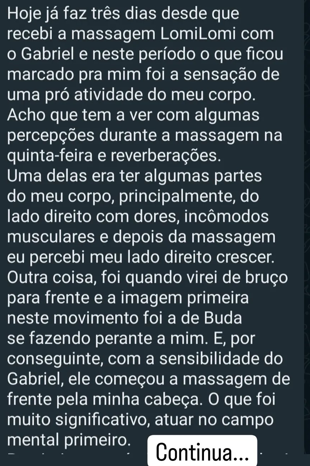 Hoje já faz três dias desde que
recebi a massagem LomiLomi com
o Gabriel e neste período o que ficou
marcado pra mim foi a sensação de
uma pró atividade do meu corpo.
Acho que tem a ver com algumas
percepções durante a massagem na
quinta-feira e reverberações.
Uma delas era ter algumas partes
do meu corpo, principalmente, do
lado direito com dores, incômodos
musculares e depois da massagem
eu percebi meu lado direito crescer.
Outra coisa, foi quando virei de bruço
para frente e a imagem primeira
neste movimento foi a de Buda
se fazendo perante a mim. E, por
conseguinte, com a sensibilidade do
Gabriel, ele começou a massagem de
frente pela minha cabeça. O que foi
muito significativo, atuar no campo
mental primeiro.
Continua...